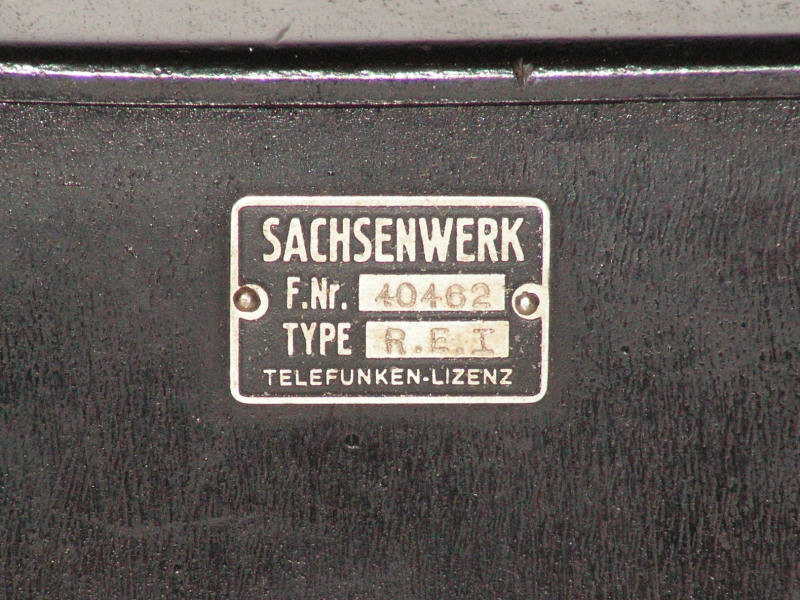 SACHSENWERK
F.Nr. 40462
TYPE R.E.I
TELEFUNKEN-LIZENZ